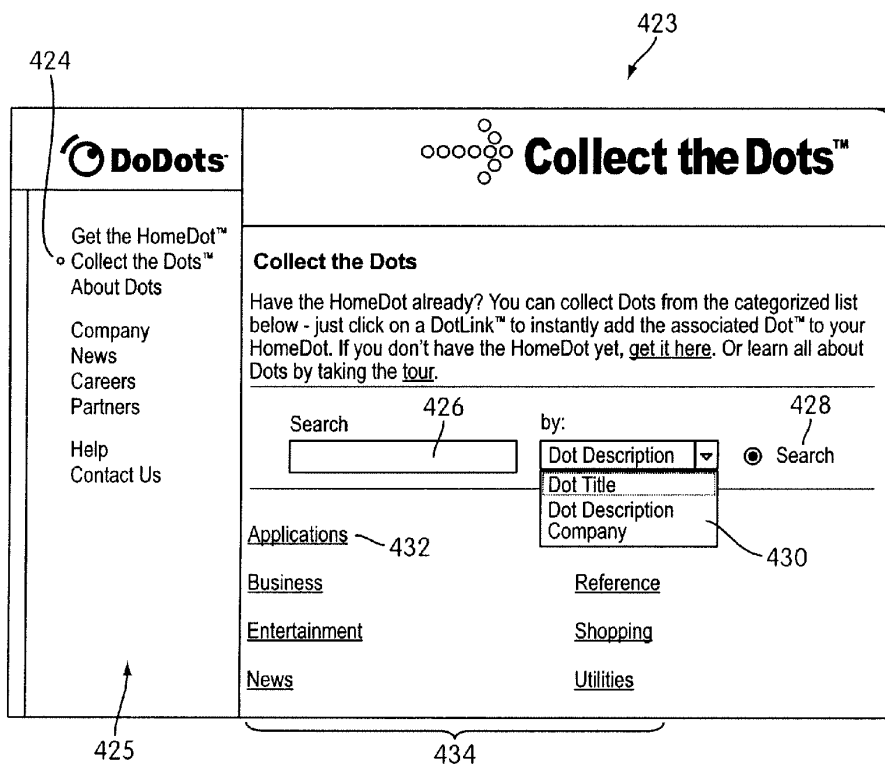 423
424
DoDots
Collect the Dots™
Get the HomeDot™
Collect the Dots™
About Dots
Company
News
Careers
Partners
Help
Contact Us
Collect the Dots
Have the HomeDot already? You can collect Dots from the categorized list
below - just click on a DotLink™ to instantly add the associated Dot™ to your
HomeDot. If you don't have the HomeDot yet, get it here. Or learn all about
Dots by taking the tour.
Search
426
by:
428
Dot Description
Search
Dot Title
Dot Description
Company
430
Applications
432
Business
Reference
Entertainment
Shopping
News
Utilities
425
434